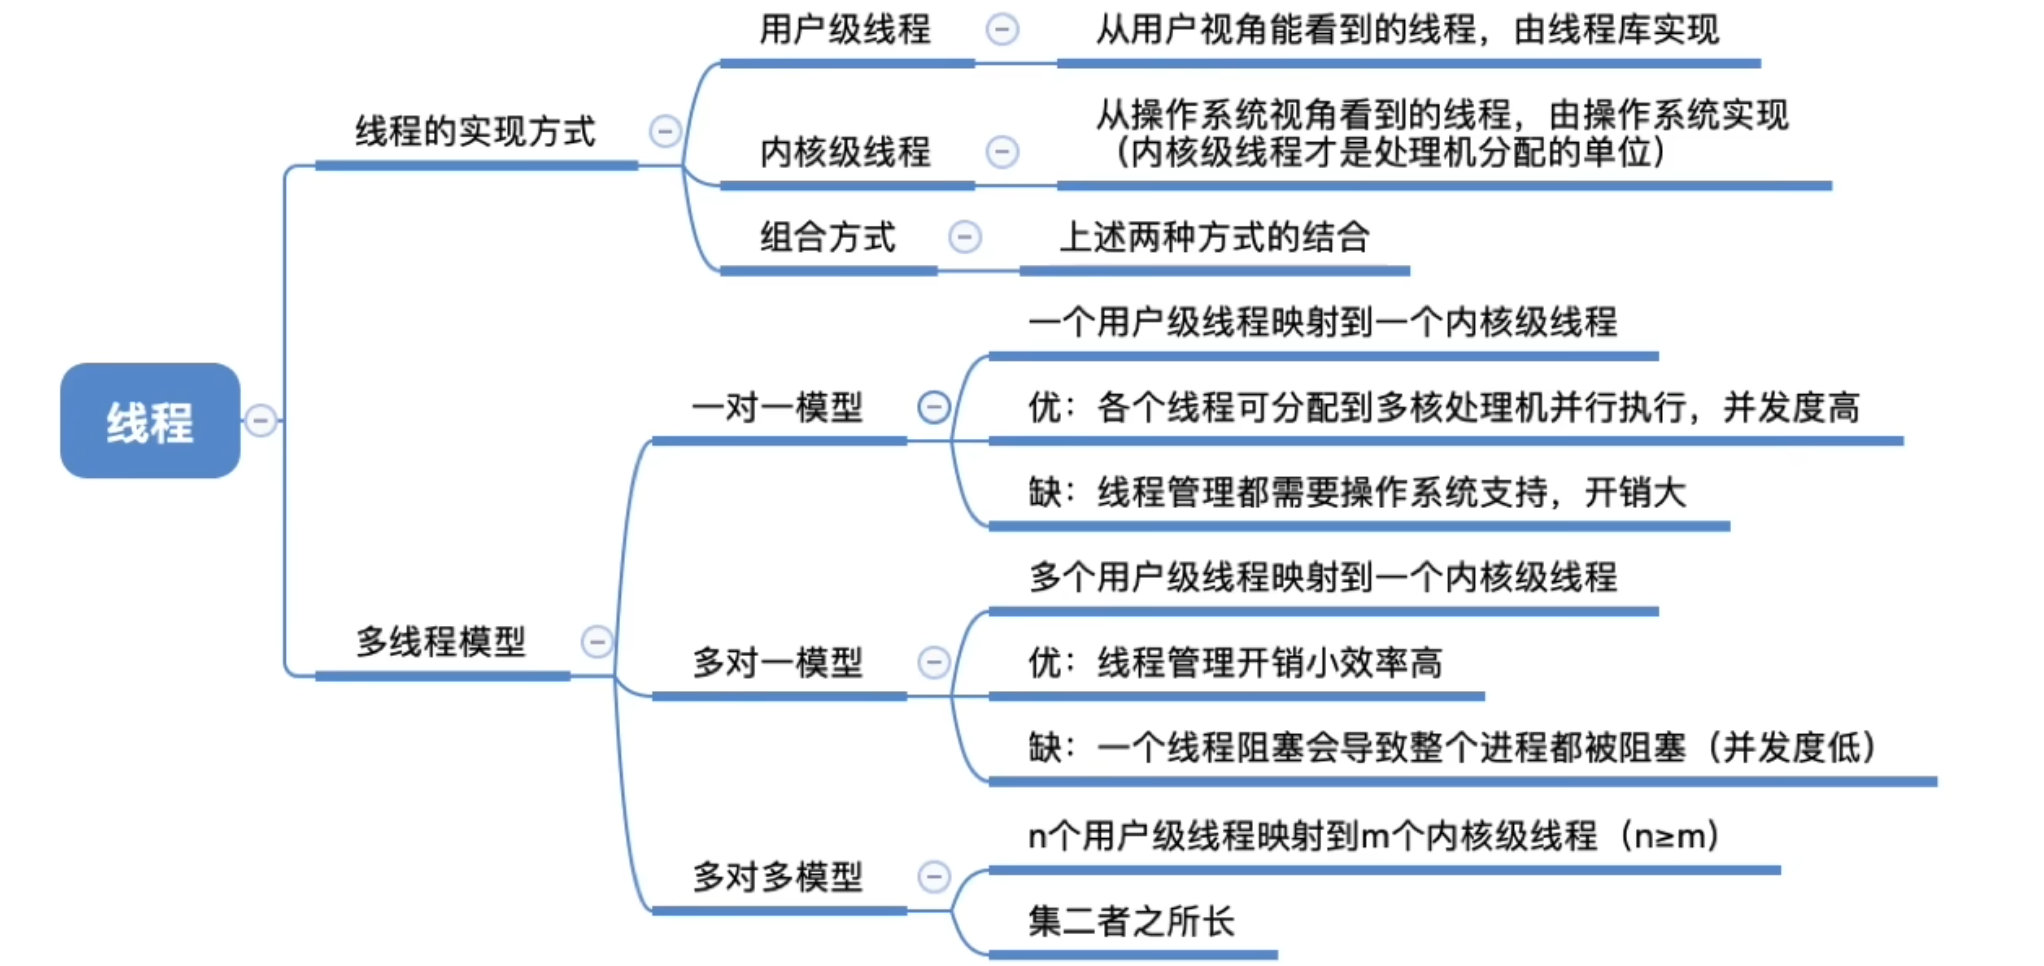 线程
线程的实现方式
用户级线程
从用户视角能看到的线程，由线程库实现
内核级线程
从操作系统视角看到的线程，由操作系统实现
（内核级线程才是处理机分配的单位）
组合方式
上述两种方式的结合
多线程模型
一对一模型
一个用户级线程映射到一个内核级线程
优：各个线程可分配到多核处理机并行执行，并发度高
缺：线程管理都需要操作系统支持，开销大
多对一模型
多个用户级线程映射到一个内核级线程
优：线程管理开销小效率高
缺：一个线程阻塞会导致整个进程都被阻塞（并发度低）
多对多模型
n个用户级线程映射到m个内核级线程（n≥m）
集二者之所长